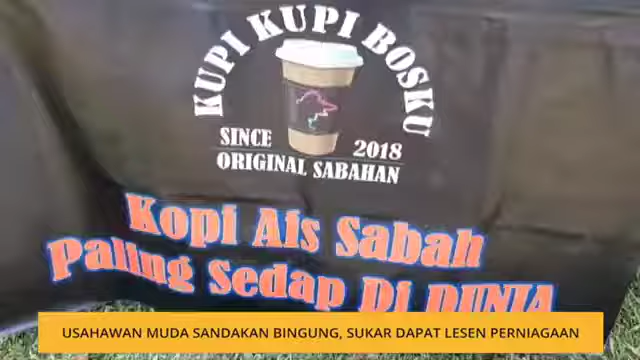 KUPI KUPI BOSKU
SINCE 2018
ORIGINAL SABAHAN
Kopi Ais Sabah
Paling Sedap Di DUNIA
USAHAWAN MUDA SANDAKAN BINGUNG, SUKAR DAPAT LESEN PERNIAGAAN